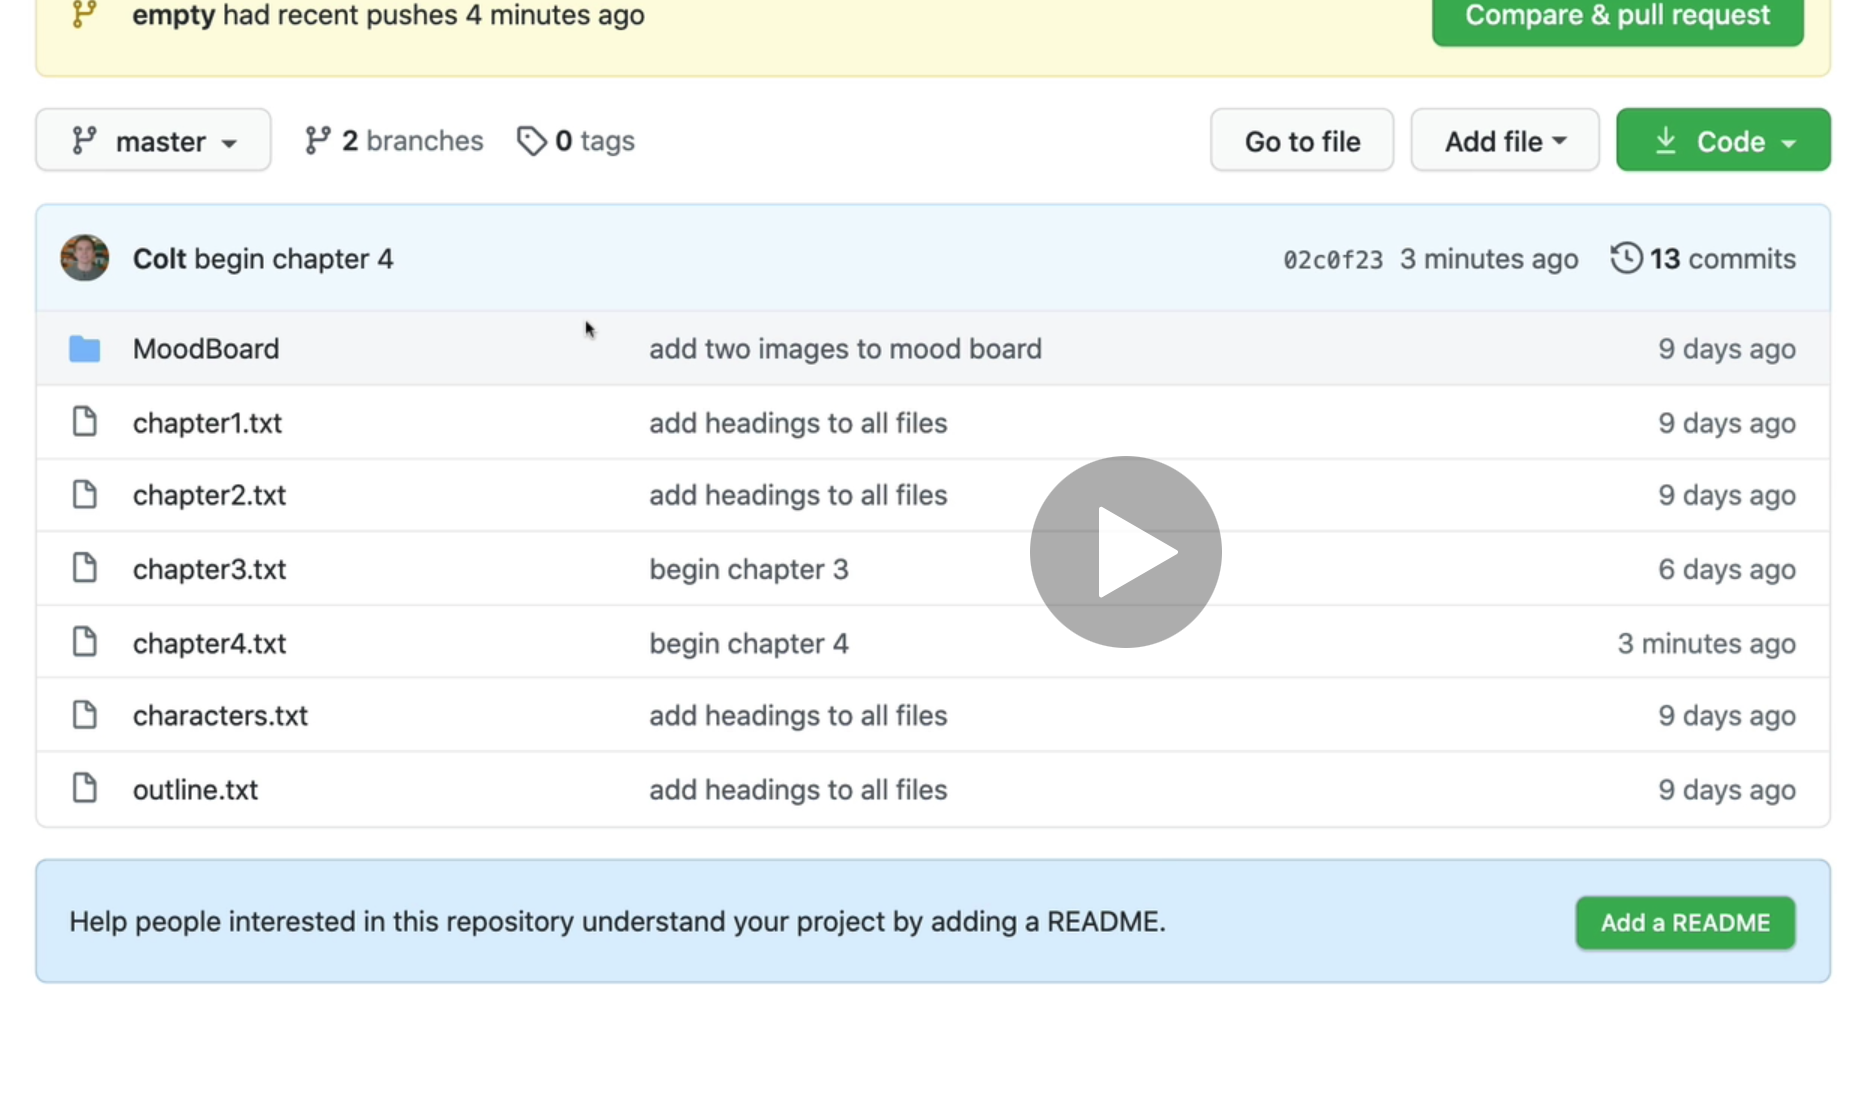 empty had recent pushes 4 minutes ago Compare & pull request
master 2 branches 0 tags Go to file Add file Code
Colt begin chapter 4 02c0f23 3 minutes ago 13 commits
MoodBoard add two images to mood board 9 days ago
chapter1.txt add headings to all files 9 days ago
chapter2.txt add headings to all files 9 days ago
chapter3.txt begin chapter 3 6 days ago
chapter4.txt begin chapter 4 3 minutes ago
characters.txt add headings to all files 9 days ago
outline.txt add headings to all files 9 days ago
Help people interested in this repository understand your project by adding a README. Add a README